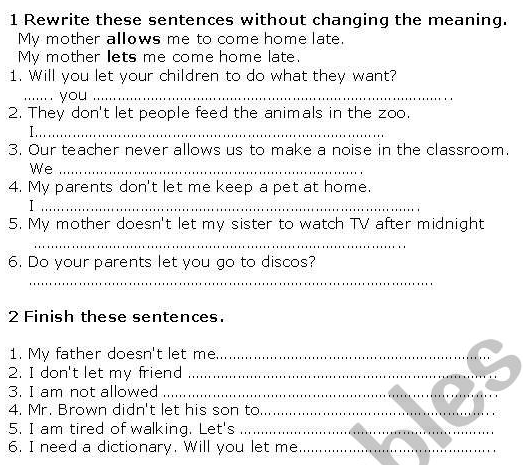 1 Rewrite these sentences without changing the meaning.
My mother allows me to come home late.
My mother lets me come home late.
1. Will you let your children to do what they want?
....... you ..................................................................................
2. They don't let people feed the animals in the zoo.
I................................................................................
3. Our teacher never allows us to make a noise in the classroom.
We ......................................................................
4. My parents don't let me keep a pet at home.
I ..............................................................................................
5. My mother doesn't let my sister to watch TV after midnight
......................................................................................
6. Do your parents let you go to discos?
..............................................................................................
2 Finish these sentences.
1. My father doesn't let me...............................................................
2. I don't let my friend .......................................................................
3. I am not allowed .............................................................................
4. Mr. Brown didn't let his son to......................................................
5. I am tired of walking. Let's ...........................................................
6. I need a dictionary. Will you let me..............................................
bles